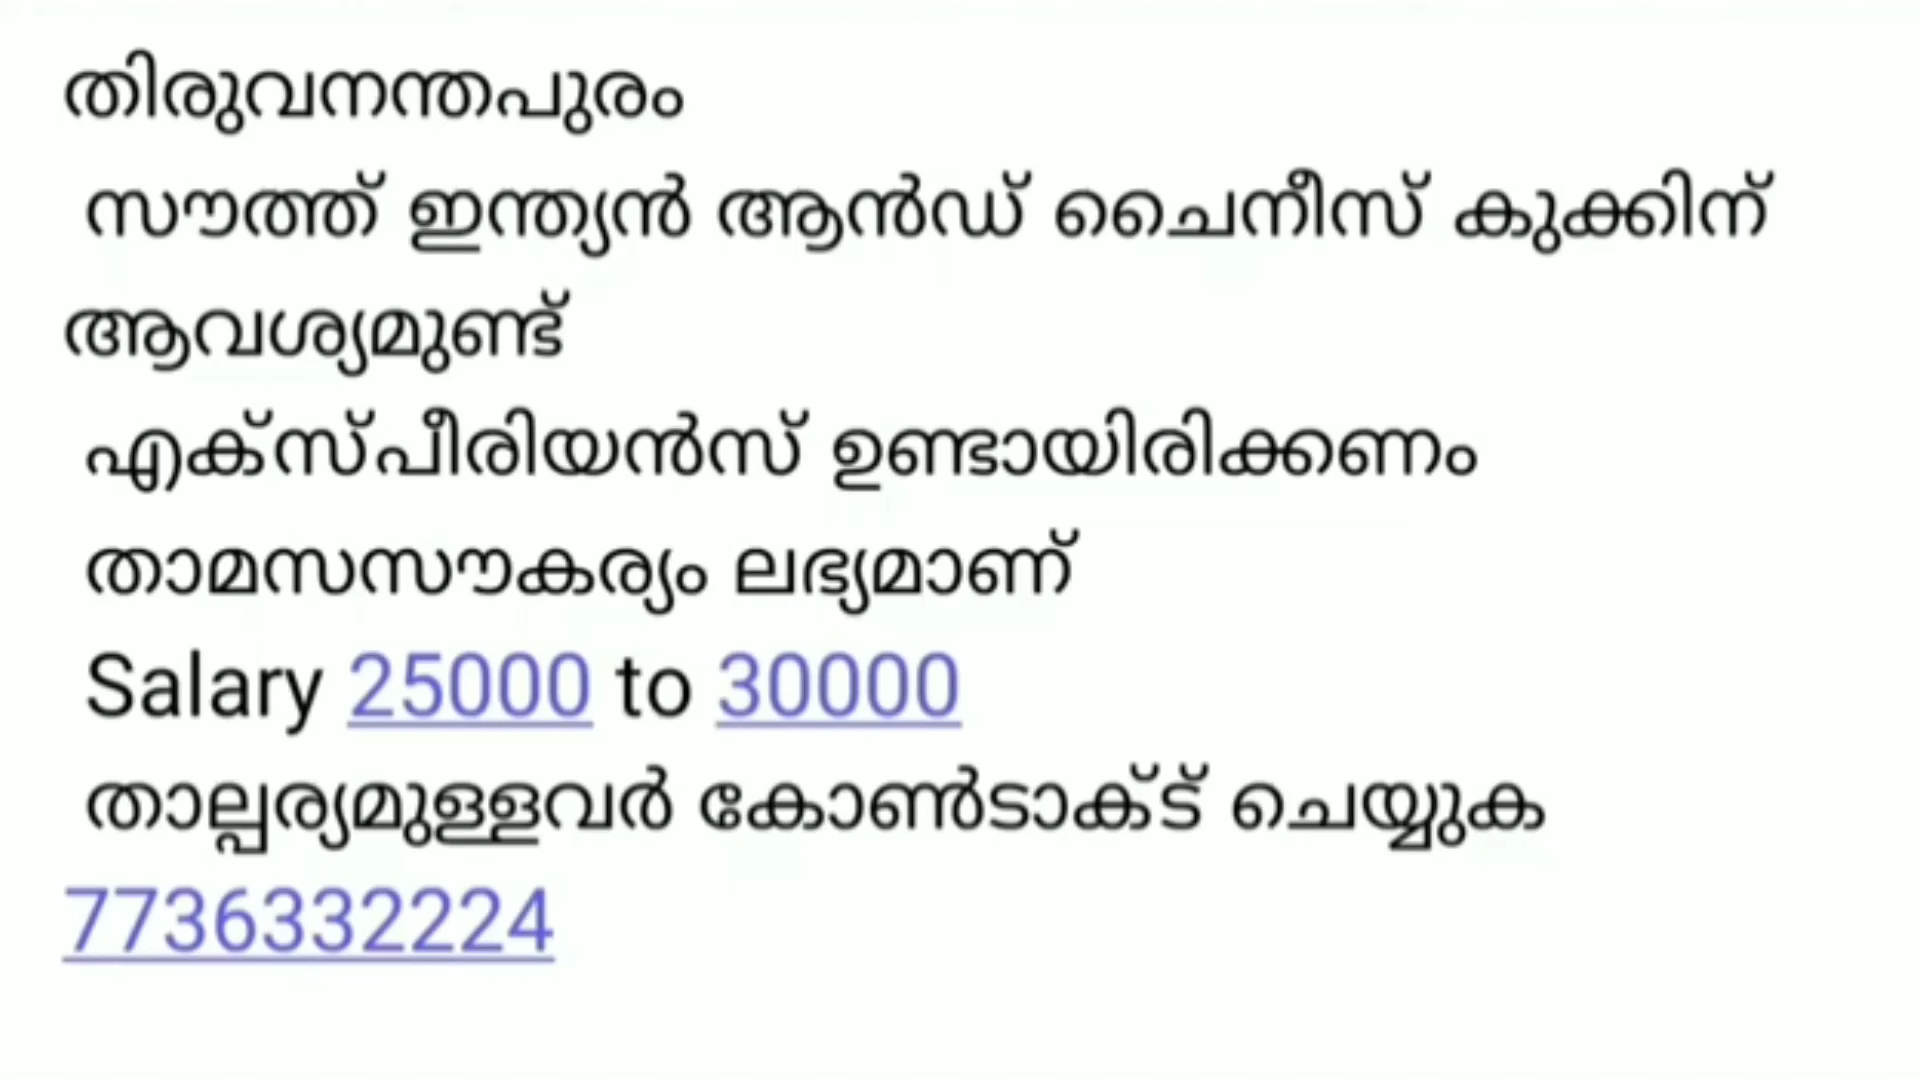 തിരുവനന്തപുരം
സൗത്ത് ഇന്ത്യൻ ആൻഡ് ചൈനീസ് കുക്കിന്
ആവശ്യമുണ്ട്
എക്സ്പീരിയൻസ് ഉണ്ടായിരിക്കണം
താമസസൗകര്യം ലഭ്യമാണ്
Salary 25000 to 30000
താല്പര്യമുള്ളവർ കോൺടാക്ട് ചെയ്യുക
7736332224